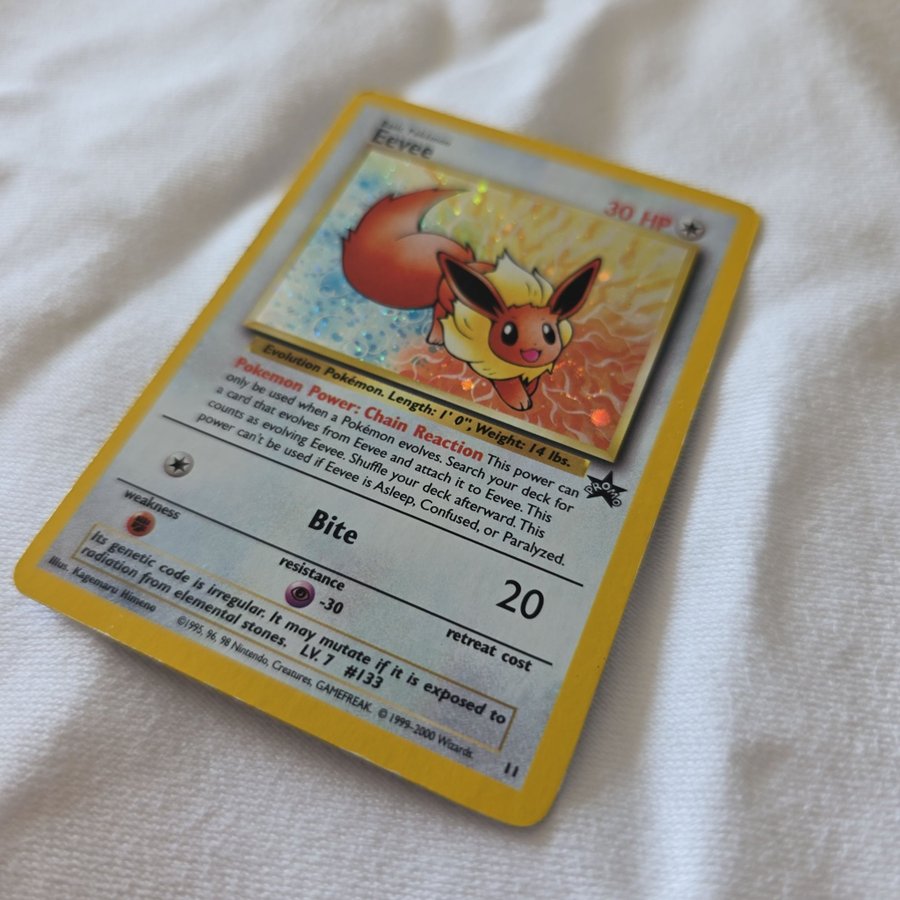 Basic Pokémon
Eevee
30 HP
Evolution Pokémon. Length: 1' 0", Weight: 14 lbs.
Pokemon Power: Chain Reaction This power can
only be used when a Pokémon evolves. Search your deck for
a card that evolves from Eevee and attach it to Eevee. This
counts as evolving Eevee. Shuffle your deck afterward. This
power can't be used if Eevee is Asleep, Confused, or Paralyzed.
PROMO
Bite
20
weakness
resistance
-30
retreat cost
Its genetic code is irregular. It may mutate if it is exposed to
radiation from elemental stones. LV. 7 #133
Illus. Kagemaru Himeno
©1995, 96, 98 Nintendo, Creatures, GAMEFREAK. © 1999-2000 Wizards.
11